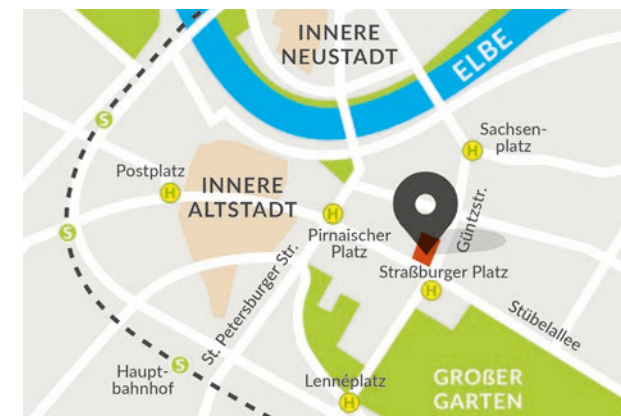 INNERE
NEUSTADT
ELBE
S
Sachsen-
platz
H
Postplatz
H
INNERE
ALTSTADT
H
Pirnaischer
Platz
Güntzstr.
S
St. Petersburger Str.
Straßburger Platz
H
Stübelallee
S
Haupt-
bahnhof
Lennéplatz
H
GROßER
GARTEN